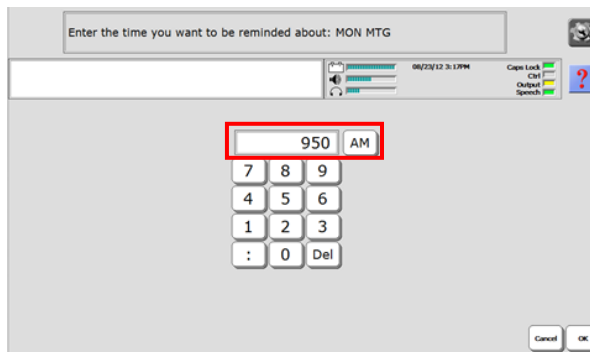 Enter the time you want to be reminded about: MON MTG
08/23/12 3:17PM
Caps Lock
Ctrl
Output
Speech
?
950 AM
7 8 9
4 5 6
1 2 3
: 0 Del
Cancel OK